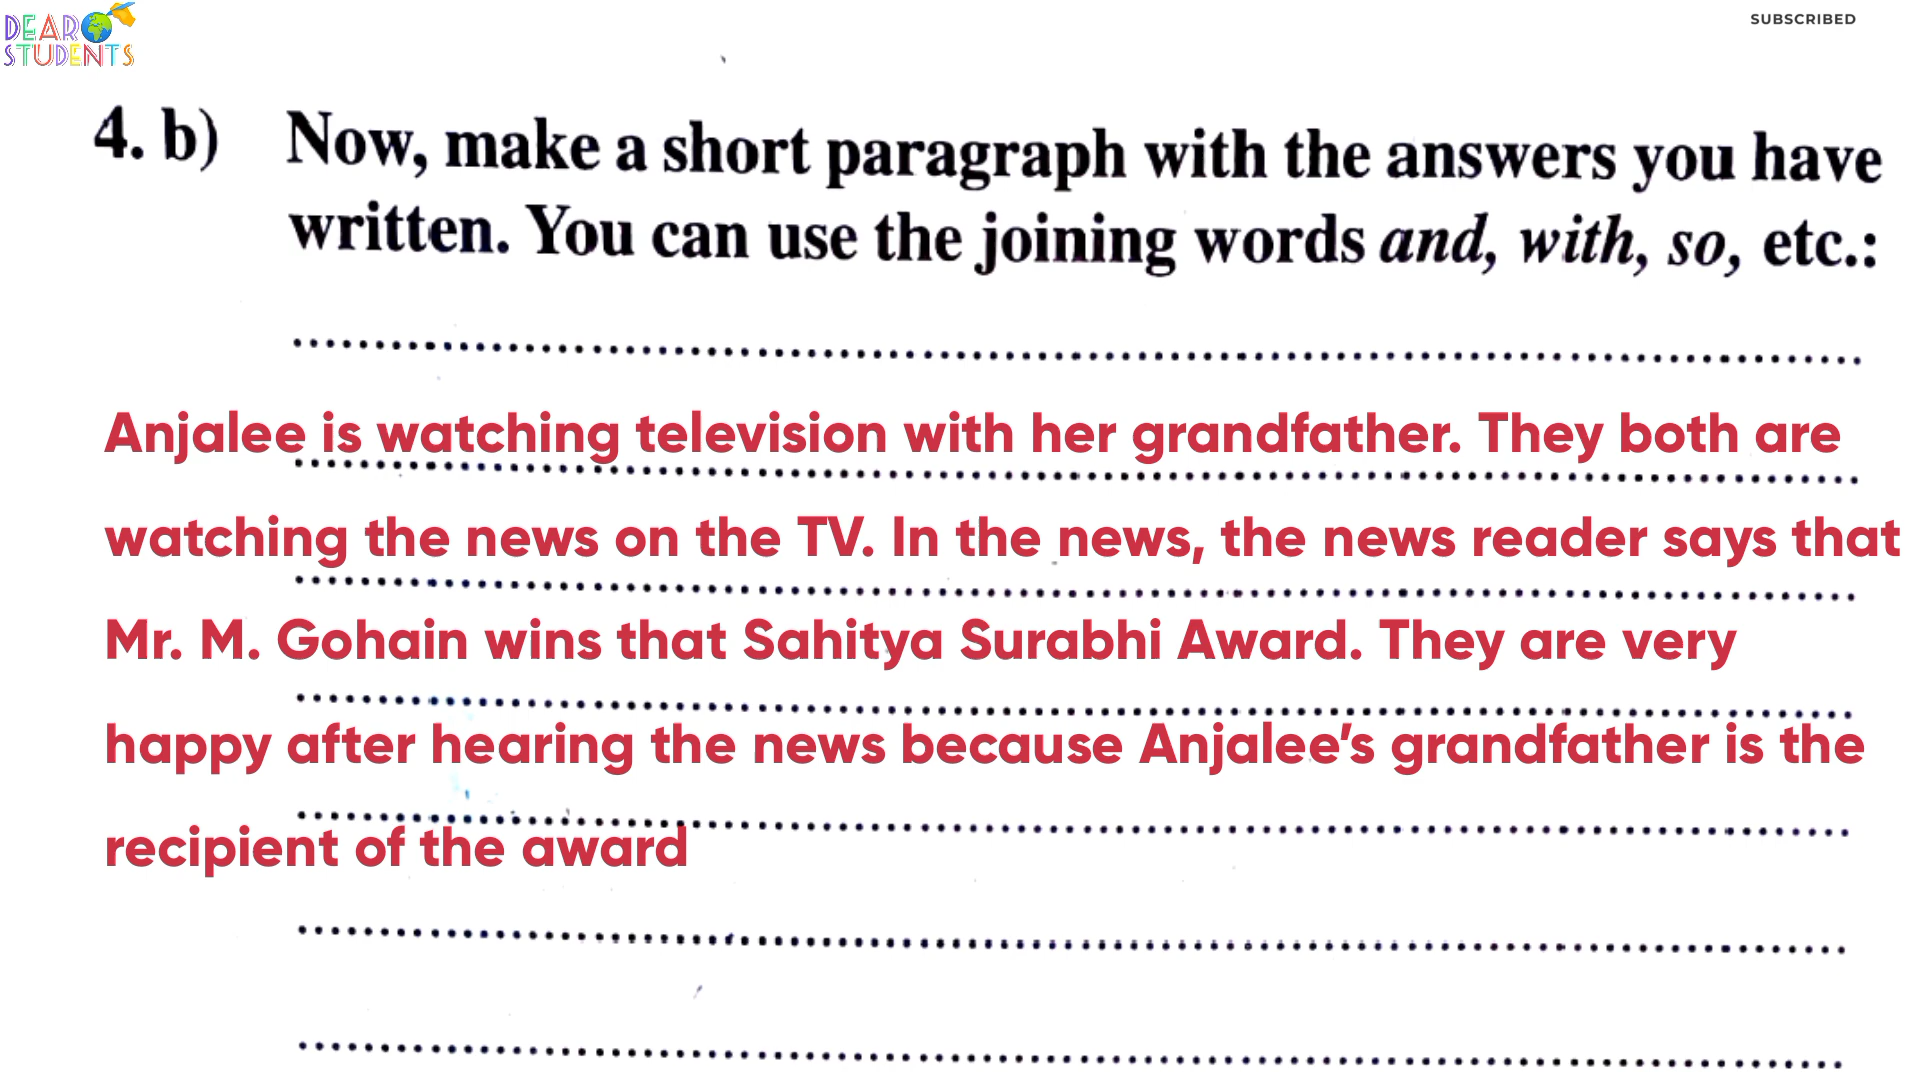 DEAR
STUDENTS
SUBSCRIBED
4. b) Now, make a short paragraph with the answers you have
written. You can use the joining words and, with, so, etc.:
Anjalee is watching television with her grandfather. They both are
watching the news on the TV. In the news, the news reader says that
Mr. M. Gohain wins that Sahitya Surabhi Award. They are very
happy after hearing the news because Anjalee's grandfather is the
recipient of the award